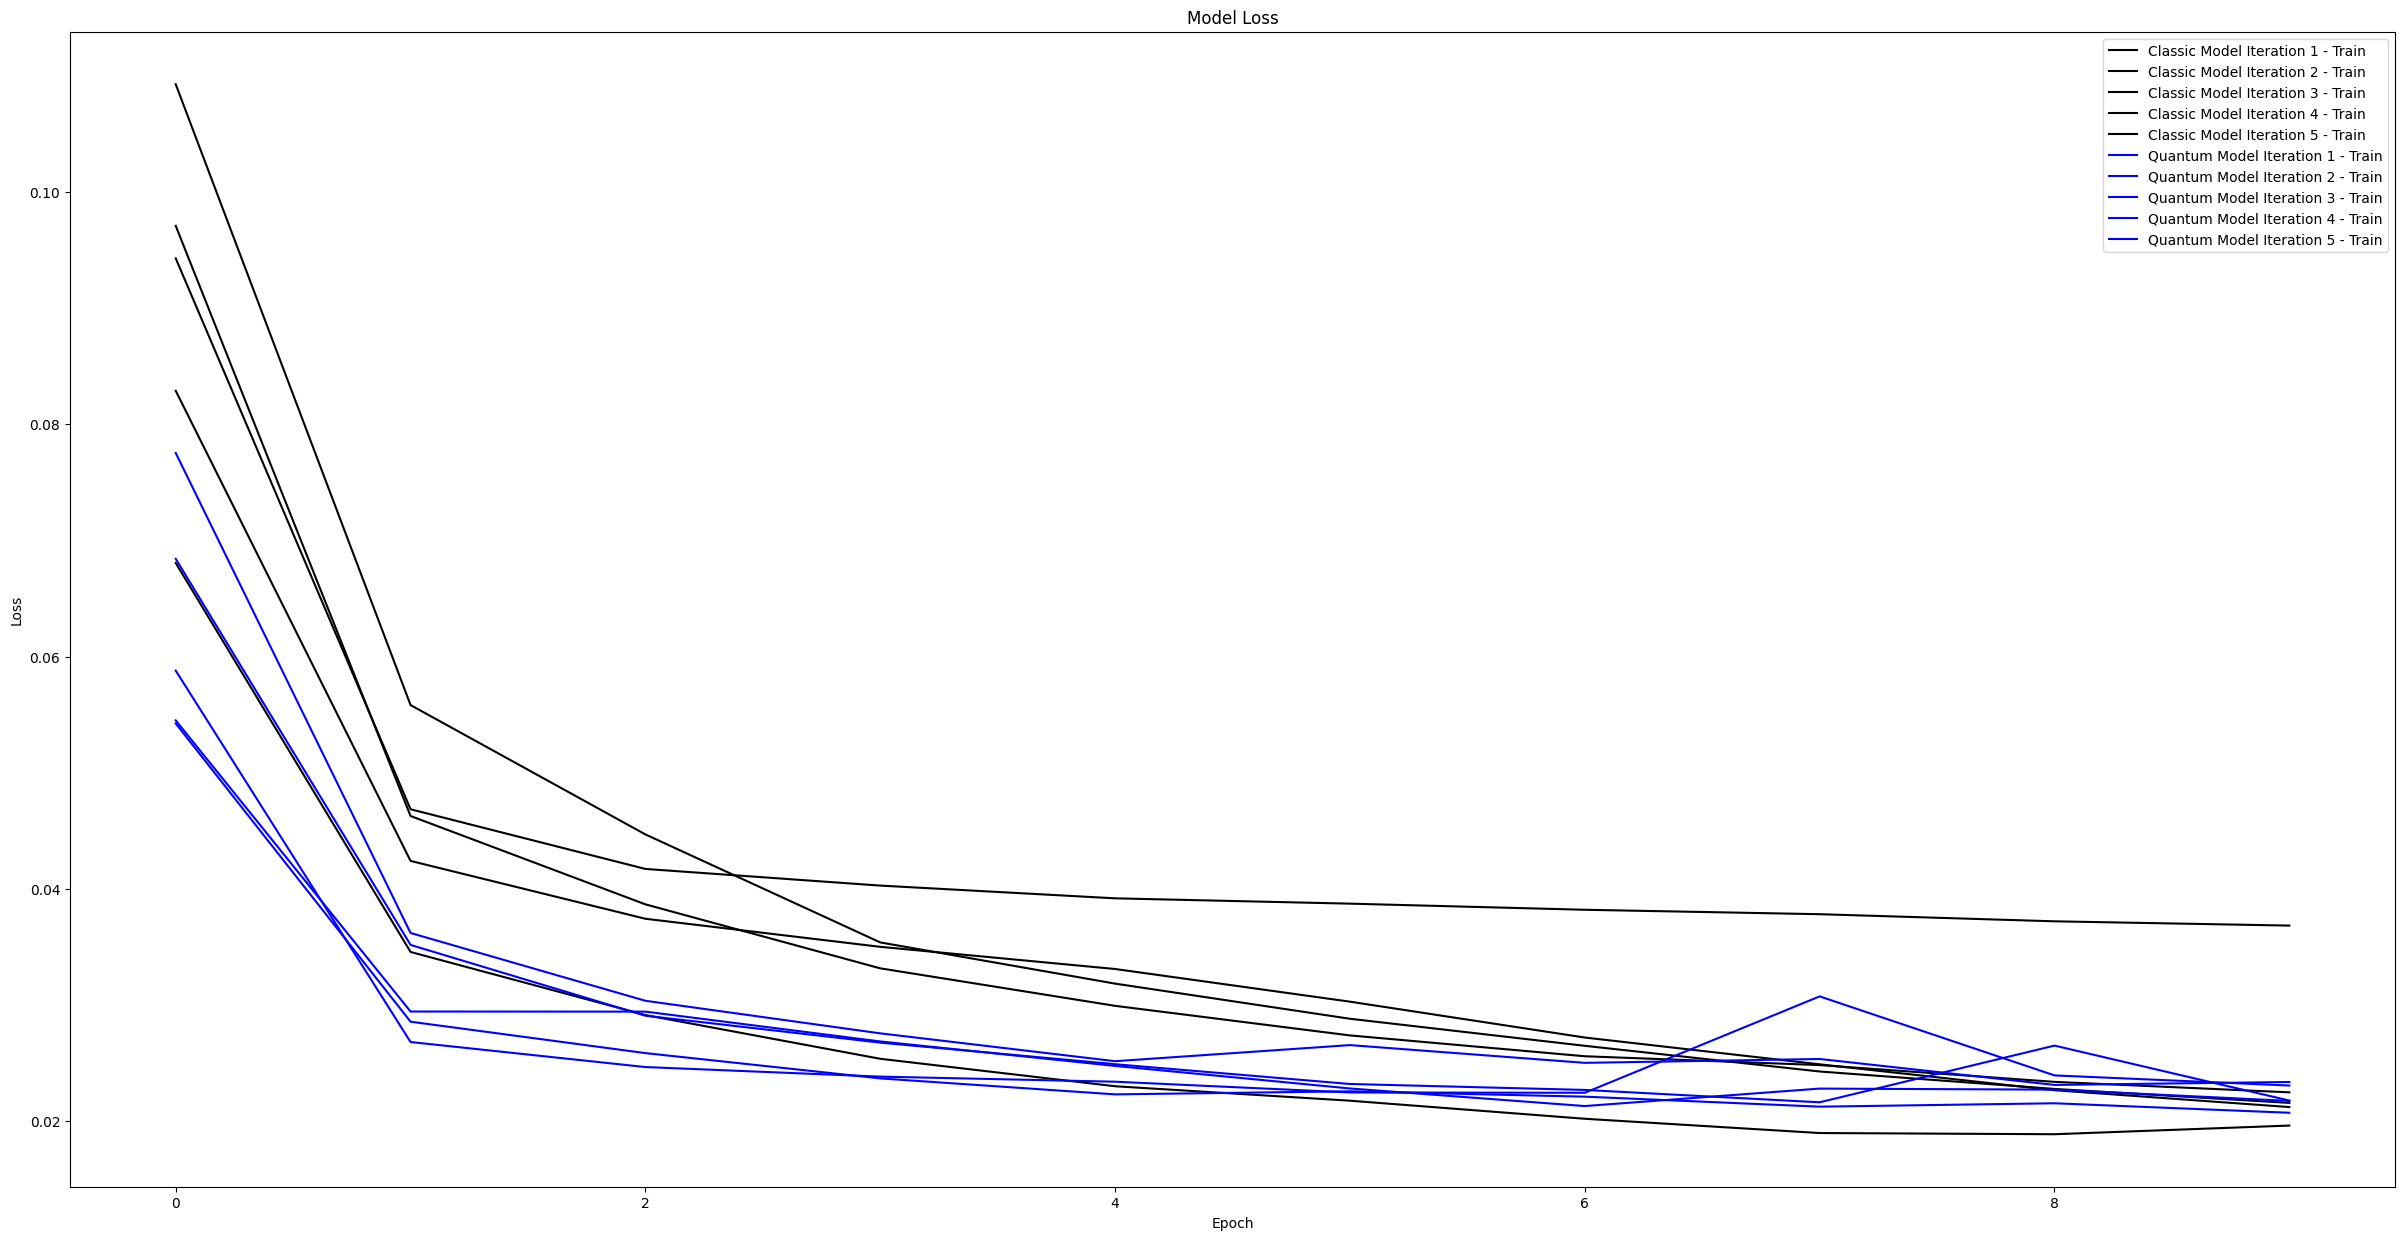 Model Loss
Classic Model Iteration 1 - Train
Classic Model Iteration 2 - Train
Classic Model Iteration 3 - Train
Classic Model Iteration 4 - Train
Classic Model Iteration 5 - Train
Quantum Model Iteration 1 - Train
Quantum Model Iteration 2 - Train
Quantum Model Iteration 3 - Train
Quantum Model Iteration 4 - Train
Quantum Model Iteration 5 - Train
0.10
0.08
0.06
0.04
0.02
Loss
0 2 4 6 8
Epoch